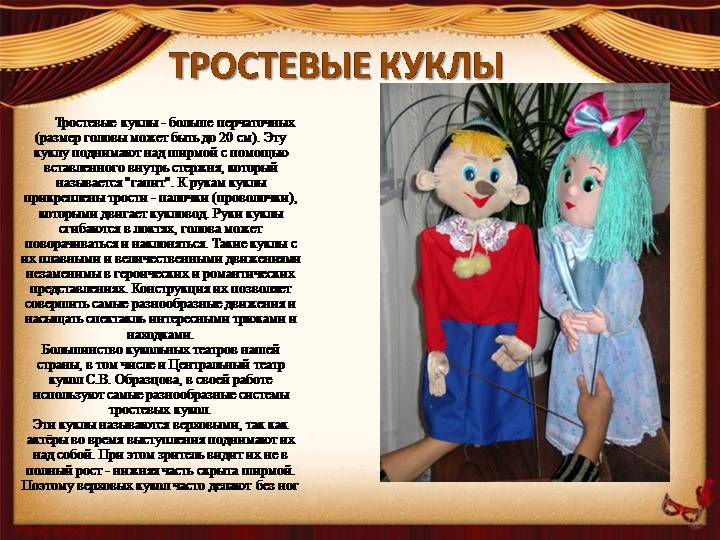 ТРОСТЕВЫЕ КУКЛЫ
Тростевые куклы - больше перчаточных
(размер головы может быть до 20 см). Эту
куклу поднимают над ширмой с помощью
вставленного внутрь стержня, который
называется "гапит". К рукам куклы
прикреплены трости - палочки (проволочки),
которыми двигает кукловод. Руки куклы
сгибаются в локтях, голова может
поворачиваться и наклоняться. Такие куклы с
их плавными и величественными движениями
незаменимы в героических и романтических
представлениях. Конструкция их позволяет
совершить самые разнообразные движения и
насыщать спектакль интересными трюками и
находками.
Большинство кукольных театров нашей
страны, в том числе и Центральный театр
кукол С.В. Образцова, в своей работе
используют самые разнообразные системы
тростевых кукол.
Эти куклы называются верховыми, так как
актёры во время выступления поднимают их
над собой. При этом зритель видит их не в
полный рост - нижняя часть скрыта ширмой.
Поэтому верховых кукол часто делают без ног